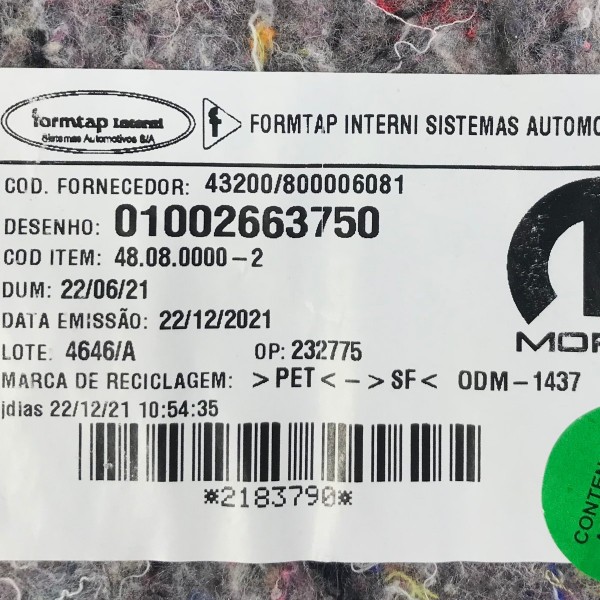 formtap Interni
Sistemas Automotivos S/A
f
FORMTAP INTERNI SISTEMAS AUTOMO
COD. FORNECEDOR: 43200/800006081
DESENHO: 01002663750
COD ITEM: 48.08.0000-2
DUM: 22/06/21
DATA EMISSÃO: 22/12/2021
LOTE: 4646/A OP: 232775
MARCA DE RECICLAGEM: >PET<->SF< ODM-1437
jdias 22/12/21 10:54:35
*2183790*
MOP
CONTEN